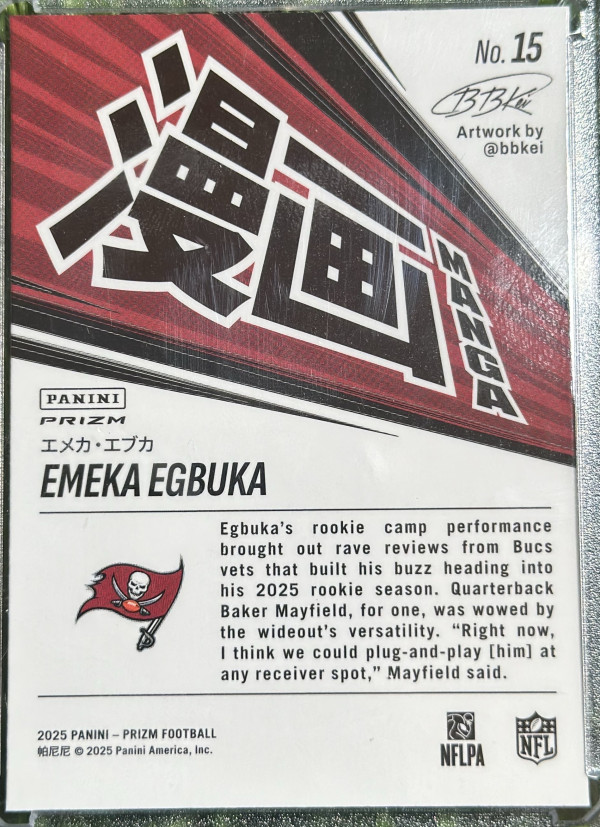 No. 15
BBKei
Artwork by
@bbkei
漫画
MANGA
PANINI
PRIZM
エメカ・エブカ
EMEKA EGBUKA
Egbuka's rookie camp performance
brought out rave reviews from Bucs
vets that built his buzz heading into
his 2025 rookie season. Quarterback
Baker Mayfield, for one, was wowed by
the wideout's versatility. “Right now,
I think we could plug-and-play [him] at
any receiver spot,” Mayfield said.
2025 PANINI – PRIZM FOOTBALL
帕尼尼 © 2025 Panini America, Inc.
NFLPA
NFL